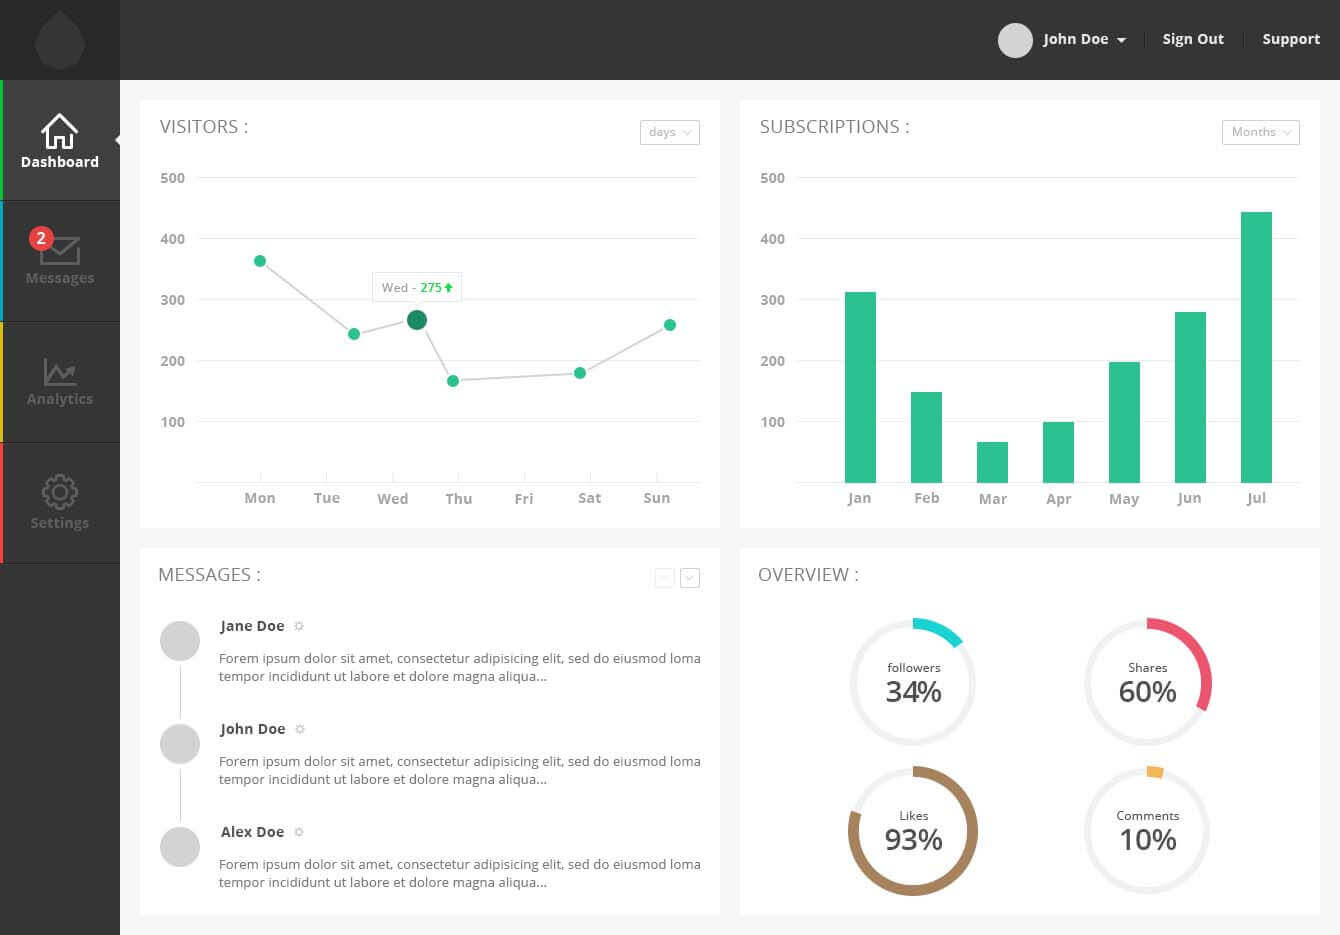 John Doe
Sign Out
Support
Dashboard
2
Messages
Analytics
Settings
VISITORS :
days
500
400
300
200
100
Wed - 275
Mon Tue Wed Thu Fri Sat Sun
SUBSCRIPTIONS :
Months
500
400
300
200
100
Jan Feb Mar Apr May Jun Jul
MESSAGES :
Jane Doe
Forem ipsum dolor sit amet, consectetur adipisicing elit, sed do eiusmod loma
tempor incididunt ut labore et dolore magna aliqua...
John Doe
Forem ipsum dolor sit amet, consectetur adipisicing elit, sed do eiusmod loma
tempor incididunt ut labore et dolore magna aliqua...
Alex Doe
Forem ipsum dolor sit amet, consectetur adipisicing elit, sed do eiusmod loma
tempor incididunt ut labore et dolore magna aliqua...
OVERVIEW :
followers
34%
Shares
60%
Likes
93%
Comments
10%